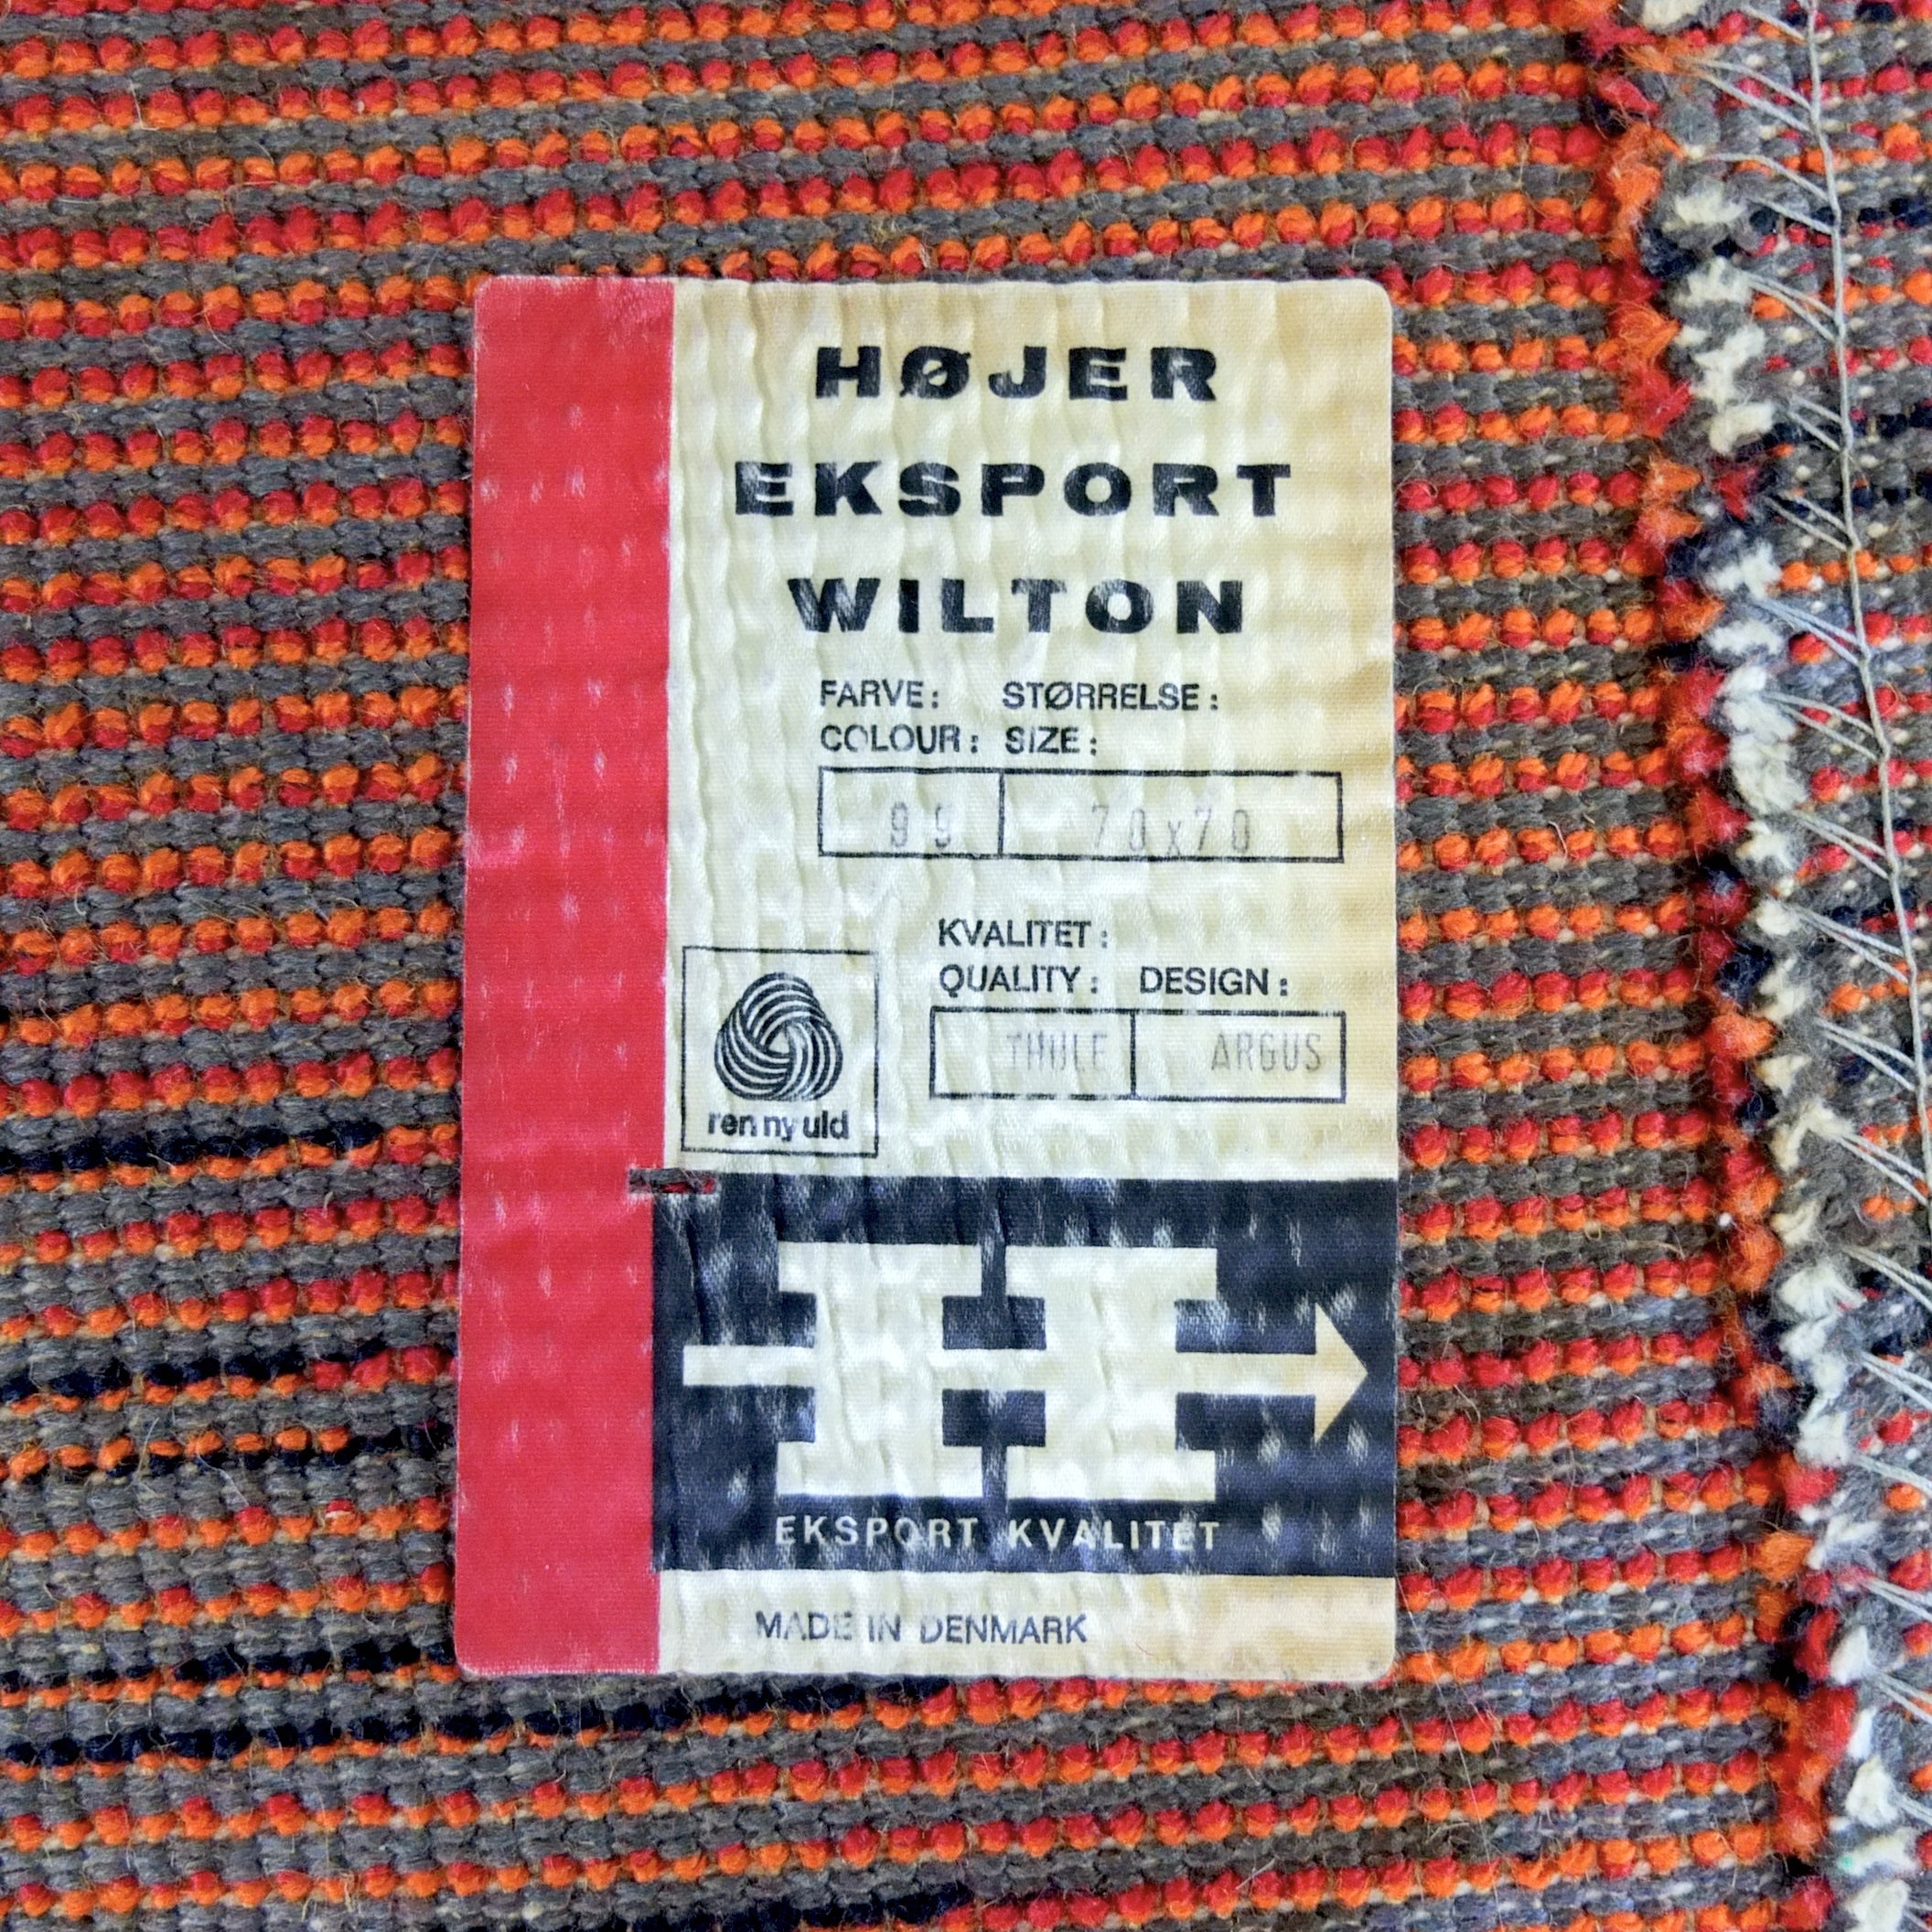 HØJER
EKSPORT
WILTON
FARVE: STØRRELSE:
COLOUR: SIZE:
99 70x70
KVALITET:
QUALITY: DESIGN:
THULE ARGUS
ren ny uld
H
EKSPORT KVALITET
MADE IN DENMARK